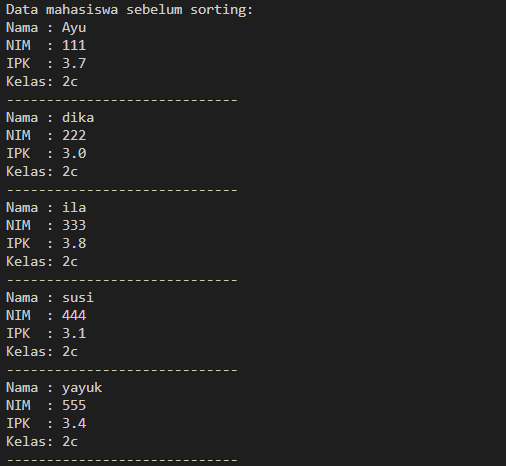 Data mahasiswa sebelum sorting:
Nama : Ayu
NIM  : 111
IPK  : 3.7
Kelas: 2c
-----------------------------
Nama : dika
NIM  : 222
IPK  : 3.0
Kelas: 2c
-----------------------------
Nama : ila
NIM  : 333
IPK  : 3.8
Kelas: 2c
-----------------------------
Nama : susi
NIM  : 444
IPK  : 3.1
Kelas: 2c
-----------------------------
Nama : yayuk
NIM  : 555
IPK  : 3.4
Kelas: 2c
-----------------------------